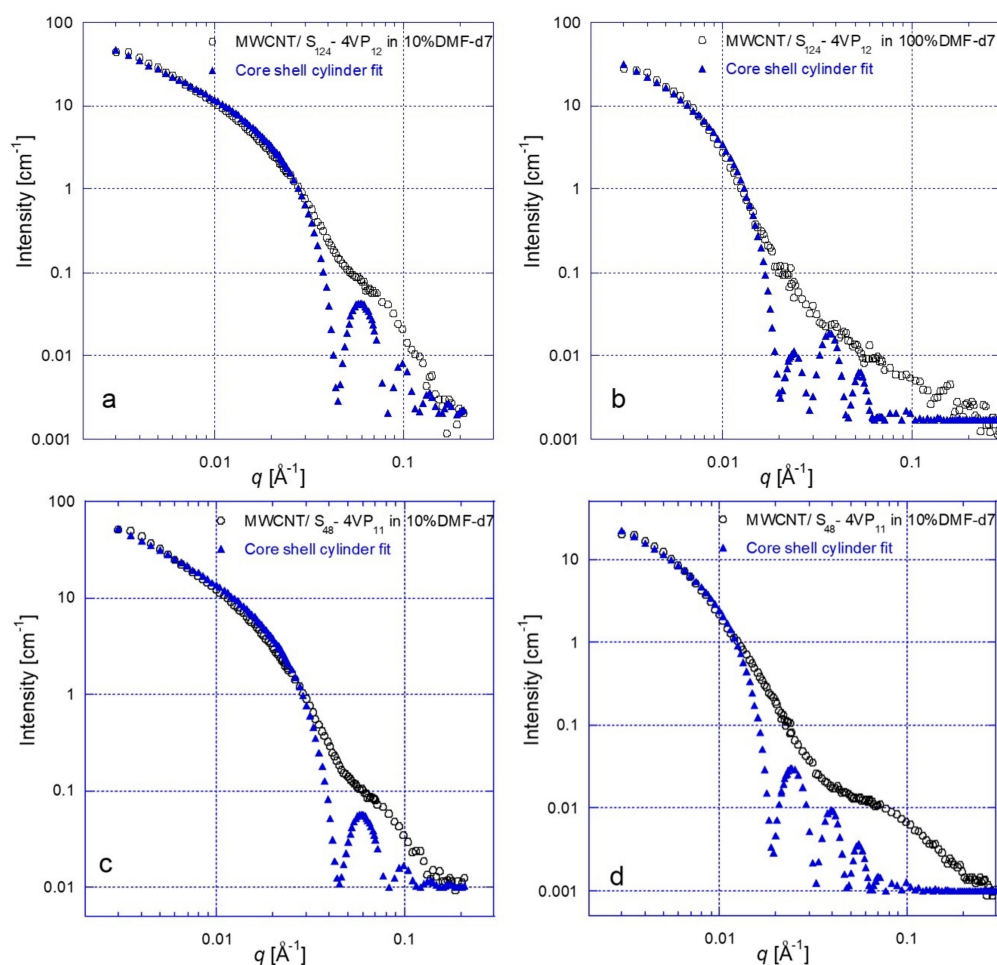 MWCNT/ S124- 4VP12 in 10%DMF-d7
Core shell cylinder fit
100
10
1
0.1
0.01
0.001
Intensity [cm-1]
a
0.01
0.1
q [Å-1]
MWCNT/ S124- 4VP12 in 100%DMF-d7
Core shell cylinder fit
100
10
1
0.1
0.01
0.001
Intensity [cm-1]
b
0.01
0.1
q [Å-1]
MWCNT/ S48- 4VP11 in 10%DMF-d7
Core shell cylinder fit
100
10
1
0.1
0.01
Intensity [cm-1]
c
0.01
0.1
q [Å-1]
MWCNT/ S48- 4VP11 in 10%DMF-d7
Core shell cylinder fit
10
1
0.1
0.01
0.001
Intensity [cm-1]
d
0.01
0.1
q [Å-1]